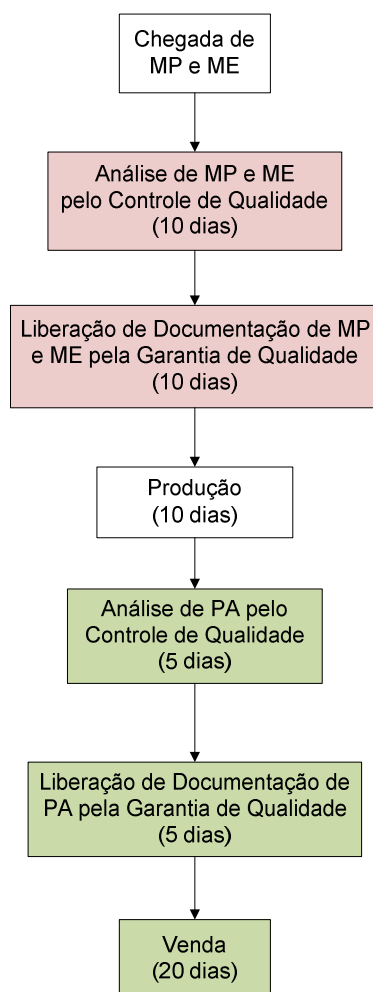 Chegada de
MP e ME
Análise de MP e ME
pelo Controle de Qualidade
(10 dias)
Liberação de Documentação de MP
e ME pela Garantia de Qualidade
(10 dias)
Produção
(10 dias)
Análise de PA pelo
Controle de Qualidade
(5 dias)
Liberação de Documentação de
PA pela Garantia de Qualidade
(5 dias)
Venda
(20 dias)